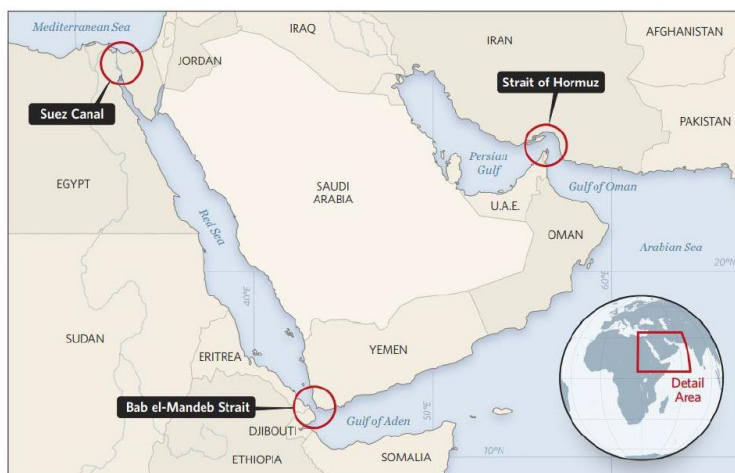 Mediterranean Sea
IRAQ
IRAN
AFGHANISTAN
JORDAN
Strait of Hormuz
Suez Canal
PAKISTAN
Persian
Gulf
EGYPT
SAUDI
ARABIA
Gulf of Oman
U.A.E.
Red Sea
OMAN
Arabian Sea
20°N
60°E
40°E
SUDAN
ERITREA
YEMEN
Detail
Area
Bab el-Mandeb Strait
50°E
Gulf of Aden
DJIBOUTI
ETHIOPIA
SOMALIA
10°N